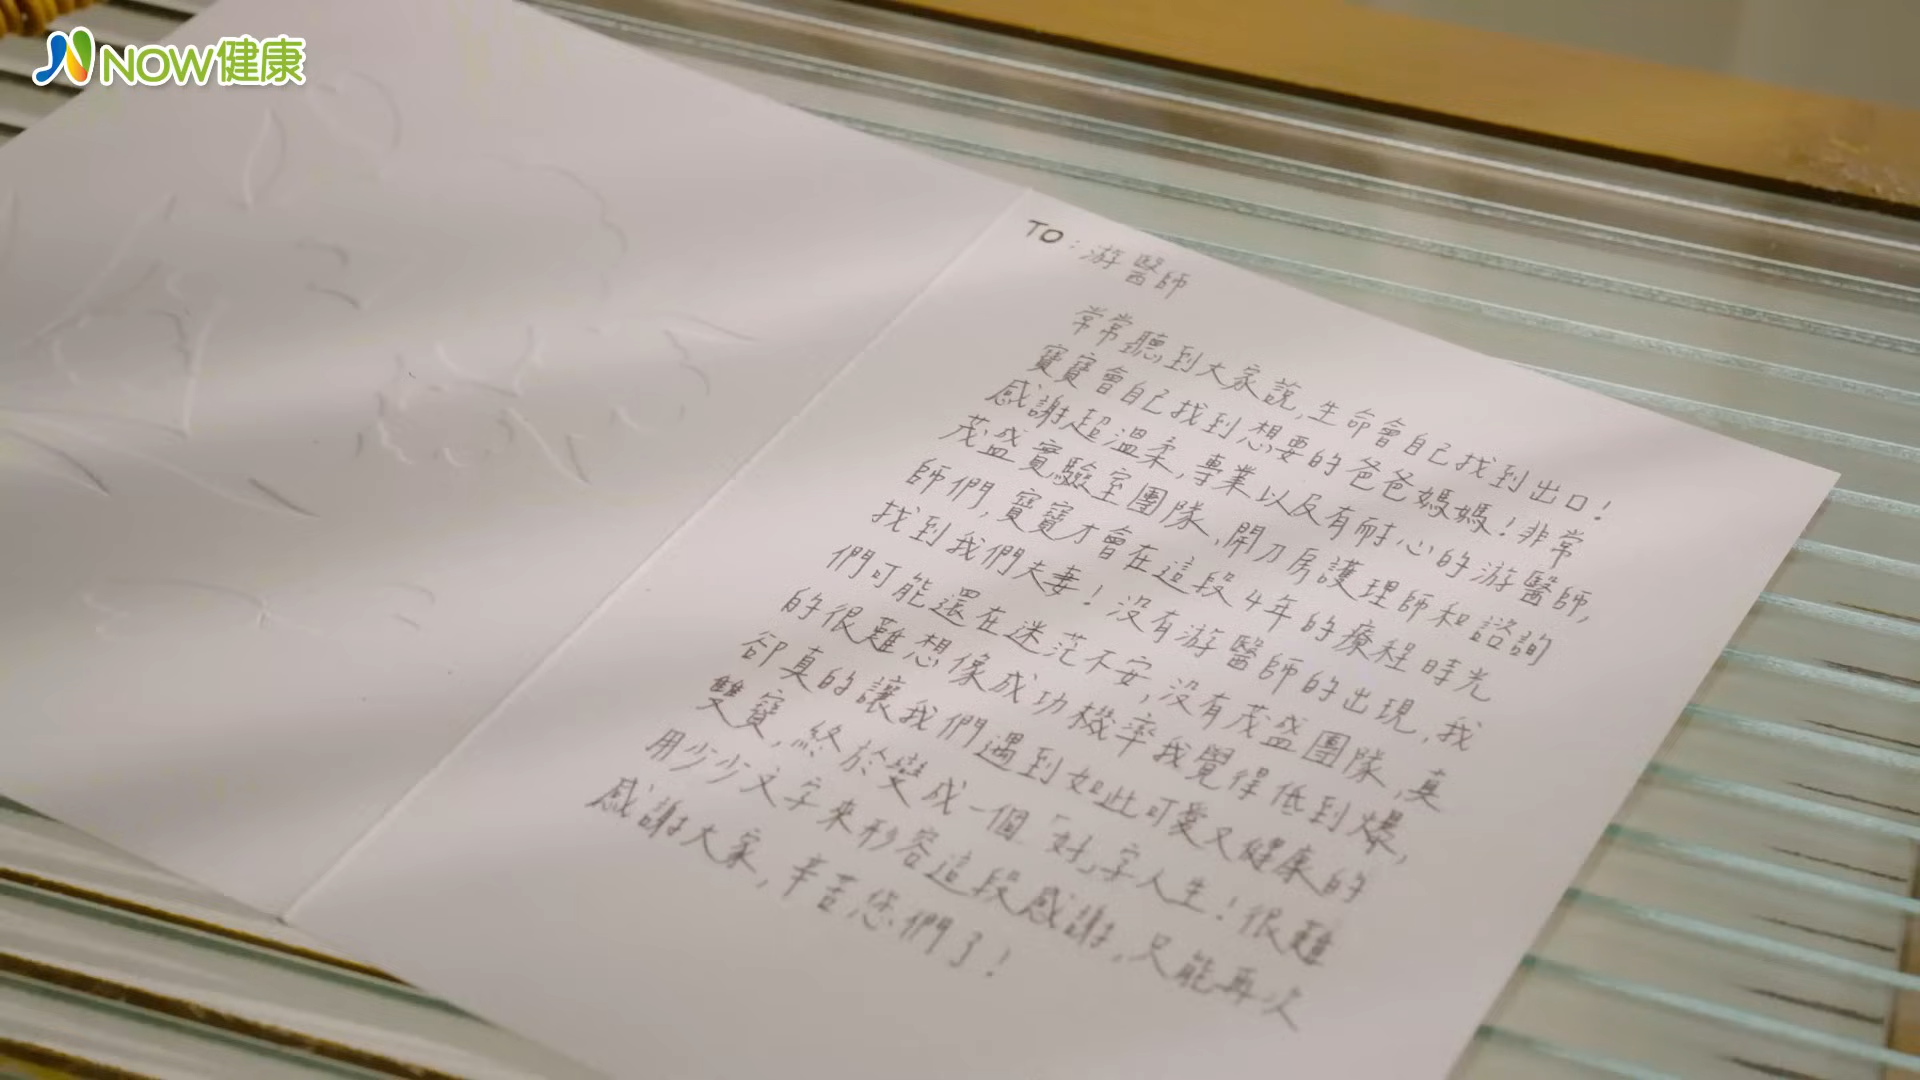 NOW健康
TO：游醫師
常常聽到大家說,生命會自己找到出口!
寶寶會自己找到想要的爸爸媽媽!非常
感謝超溫柔,專業以及有耐心的游醫師,
茂盛實驗室團隊、開刀房護理師和諮詢
師們,寶寶才會在這段4年的療程時光
找到我們夫妻!沒有游醫師的出現,我
們可能還在迷茫不安,沒有茂盛團隊,真
的很難想像成功機率我覺得低到爆,
卻真的讓我們遇到如此可愛又健康的
雙寶,終於變成一個「好」字人生!很難
用少少文字來形容這段感謝,只能再次
感謝大家,辛苦您們了!